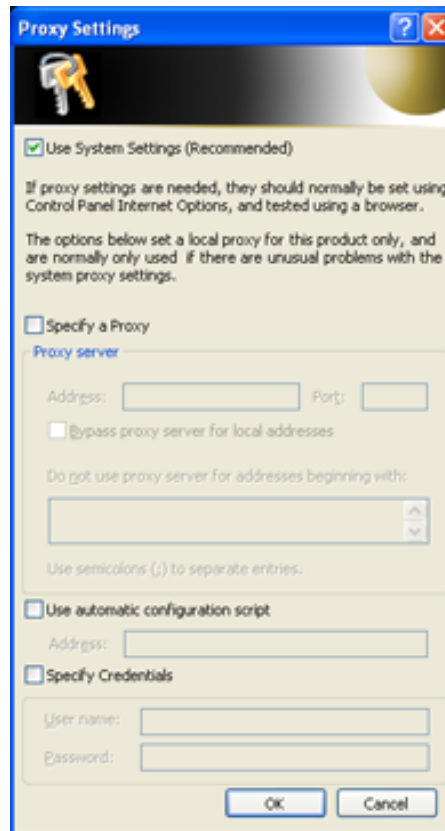 Proxy Settings
Use System Settings (Recommended)
If proxy settings are needed, they should normally be set using
Control Panel Internet Options, and tested using a browser.
The options below set a local proxy for this product only, and
are normally only used if there are unusual problems with the
system proxy settings.
Specify a Proxy
Proxy server
Address:
Port:
Bypass proxy server for local addresses
Do not use proxy server for addresses beginning with:
Use semicolons (;) to separate entries.
Use automatic configuration script
Address:
Specify Credentials
User name:
Password:
OK Cancel